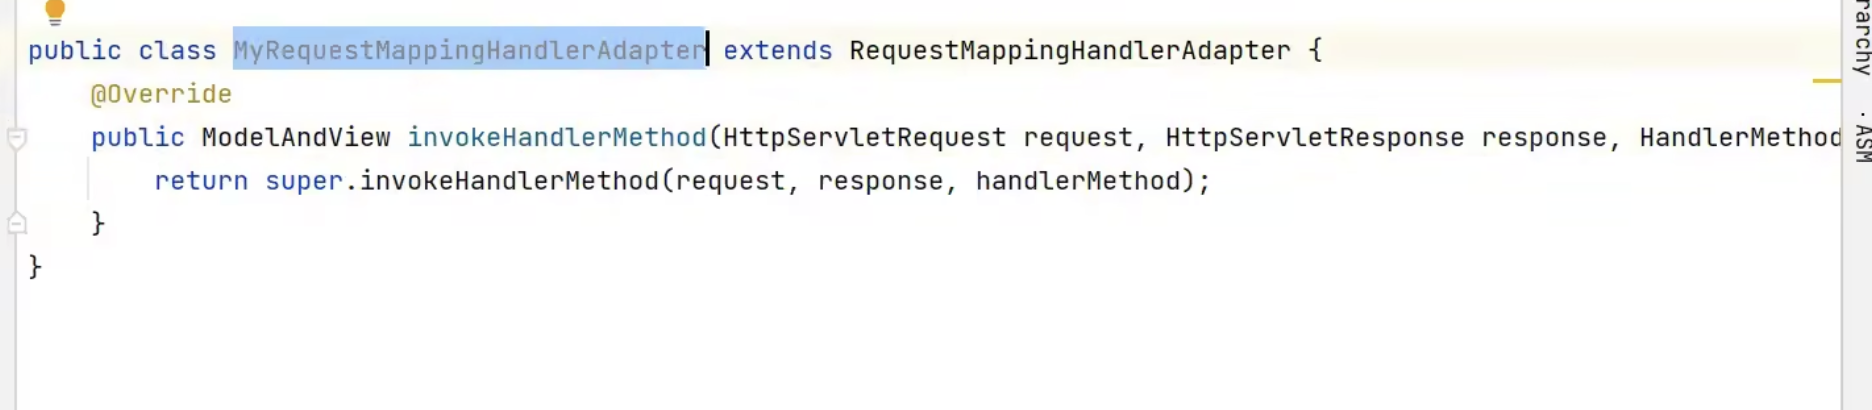 public class MyRequestMappingHandlerAdapter extends RequestMappingHandlerAdapter {
@Override
public ModelAndView invokeHandlerMethod(HttpServletRequest request, HttpServletResponse response, HandlerMethod
return super.invokeHandlerMethod(request, response, handlerMethod);
}
}
rarchy
ASM